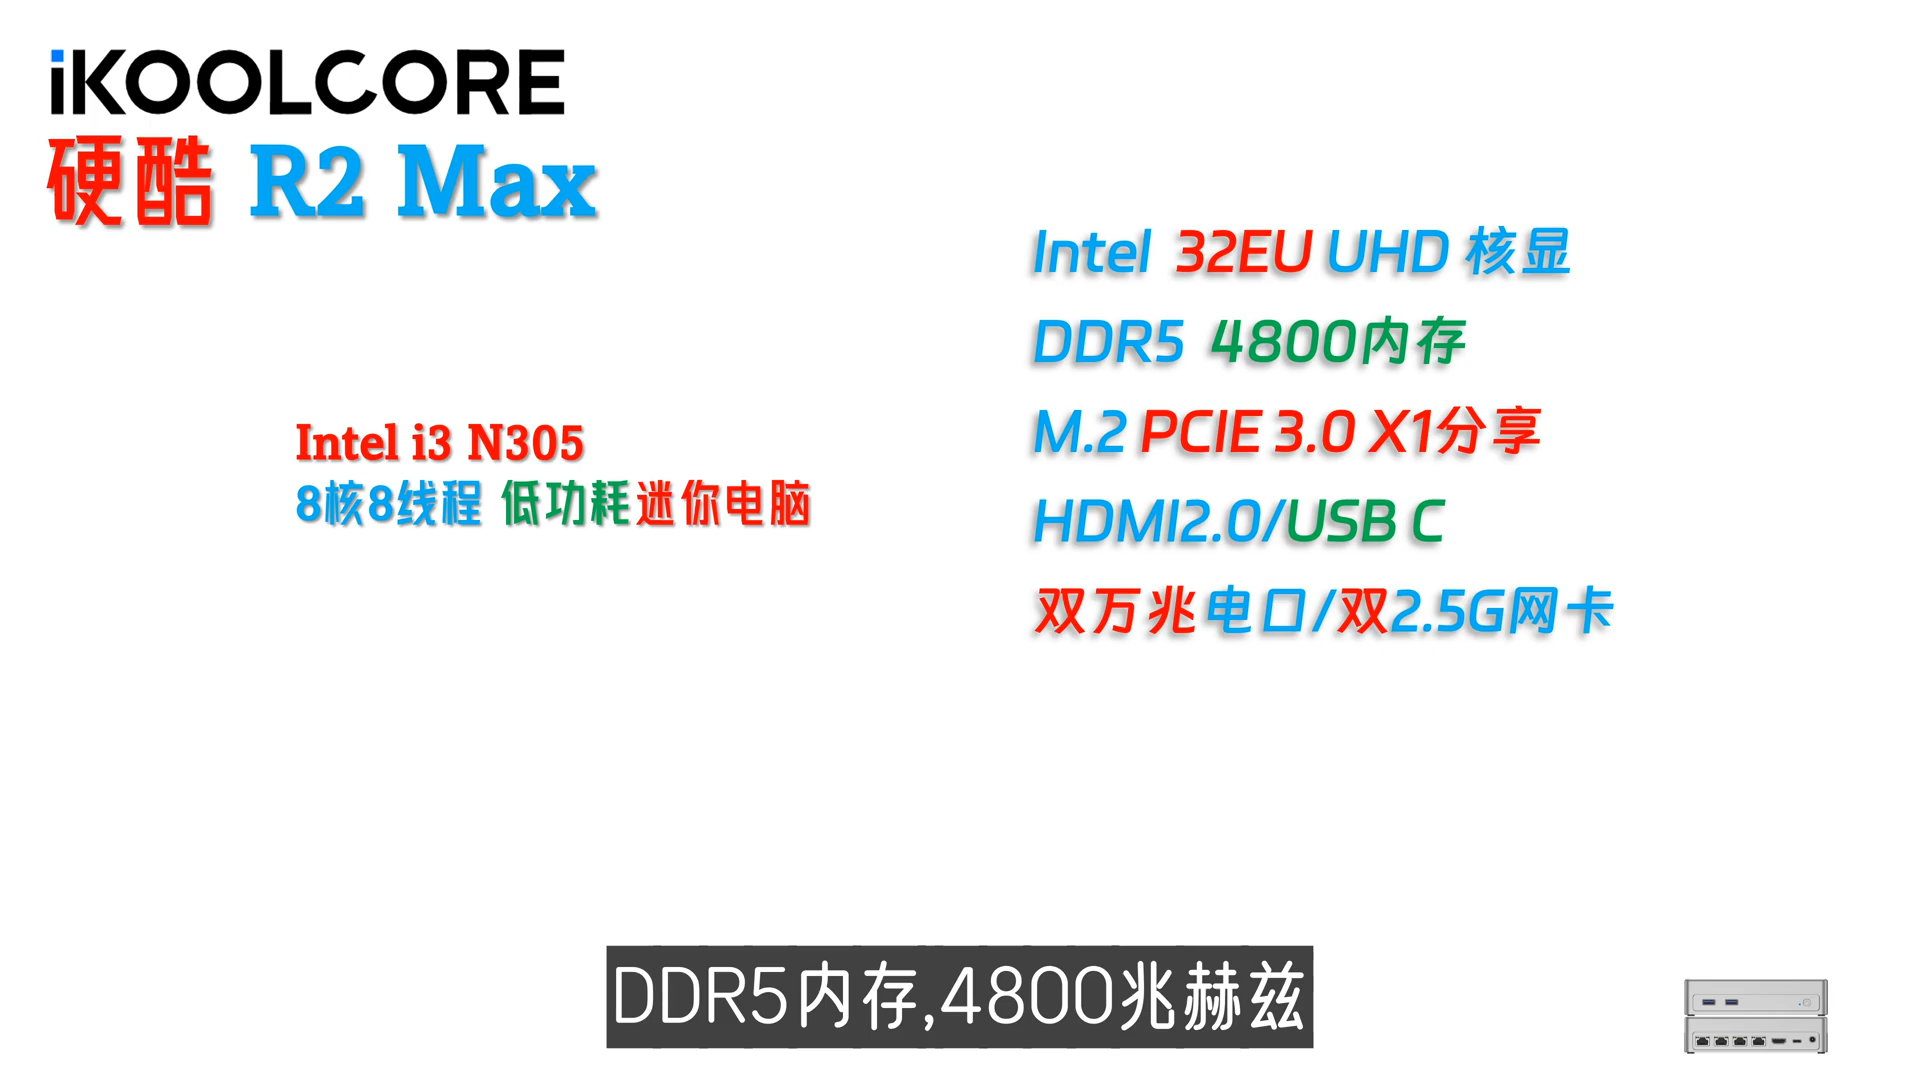 iKOOLCORE
硬酷 R2 Max
Intel i3 N305
8核8线程 低功耗迷你电脑
Intel 32EU UHD 核显
DDR5 4800内存
M.2 PCIE 3.0 X1分享
HDMI2.0/USB C
双万兆电口/双2.5G网卡
DDR5内存,4800兆赫兹